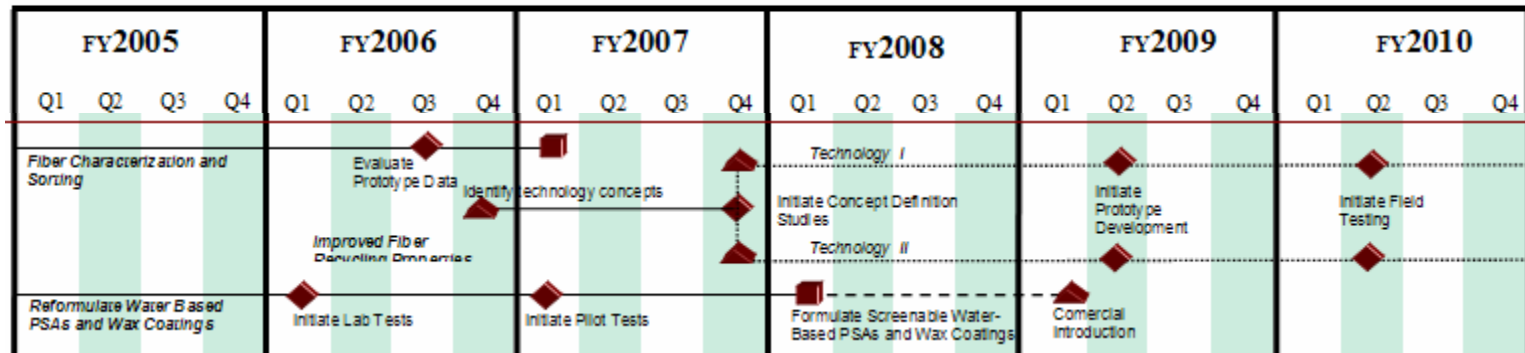 FY2005 FY2006 FY2007 FY2008 FY2009 FY2010
Q1 Q2 Q3 Q4 Q1 Q2 Q3 Q4 Q1 Q2 Q3 Q4 Q1 Q2 Q3 Q4 Q1 Q2 Q3 Q4 Q1 Q2 Q3 Q4
Fiber Characterization and
Sorting
Evaluate
Prototype Data
Technology I
Identify technology concepts
Initiate Concept Definition
Studies
Initiate
Prototype
Development
Initiate Field
Testing
Improved Fiber
Recycling Properties
Technology II
Reformulate Water Based
PSAs and Wax Coatings
Initiate Lab Tests
Initiate Pilot Tests
Formulate Screenable Water-
Based PSAs and Wax Coatings
Comercial
Introduction